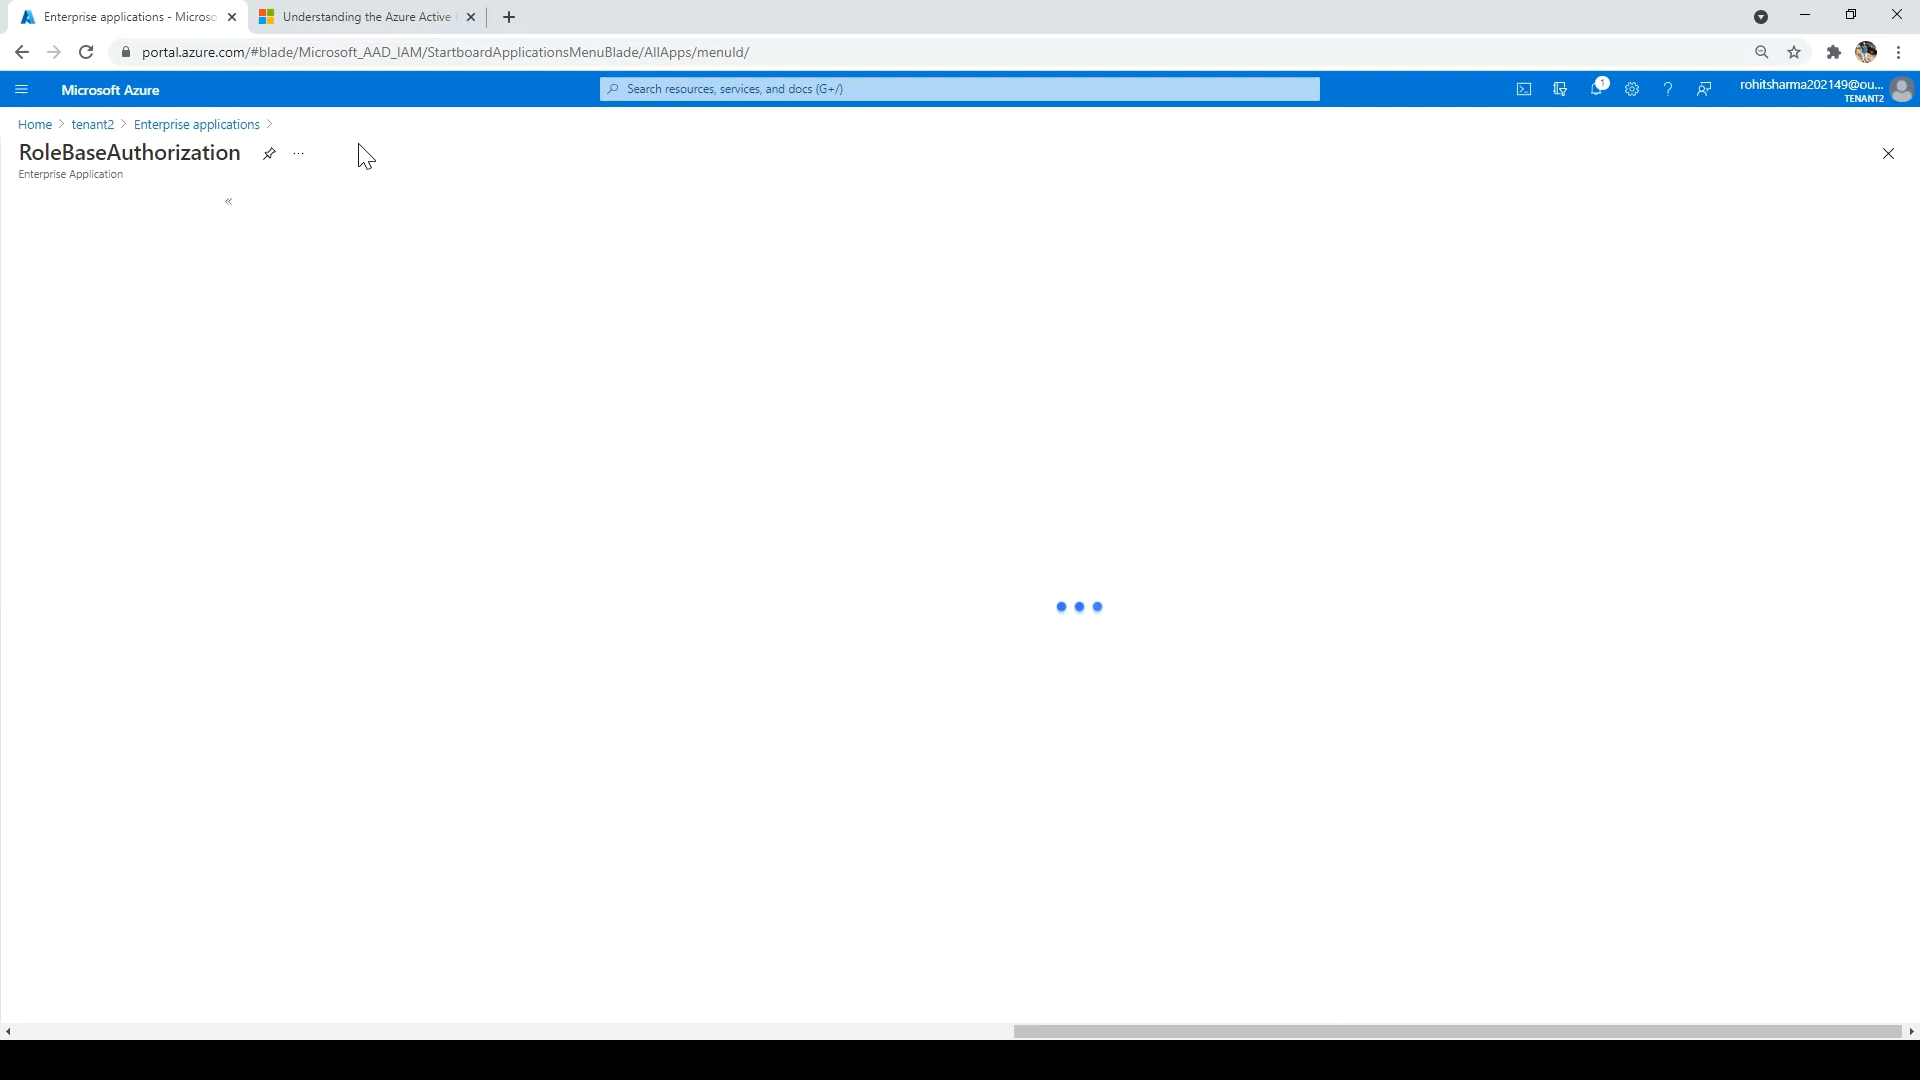 Enterprise applications - Microso
Understanding the Azure Active
portal.azure.com/#blade/Microsoft_AAD_IAM/StartboardApplicationsMenuBlade/AllApps/menuId/
Microsoft Azure
Search resources, services, and docs (G+/)
1
rohitsharma202149@ou...
TENANT2
Home > tenant2 > Enterprise applications >
RoleBaseAuthorization
Enterprise Application